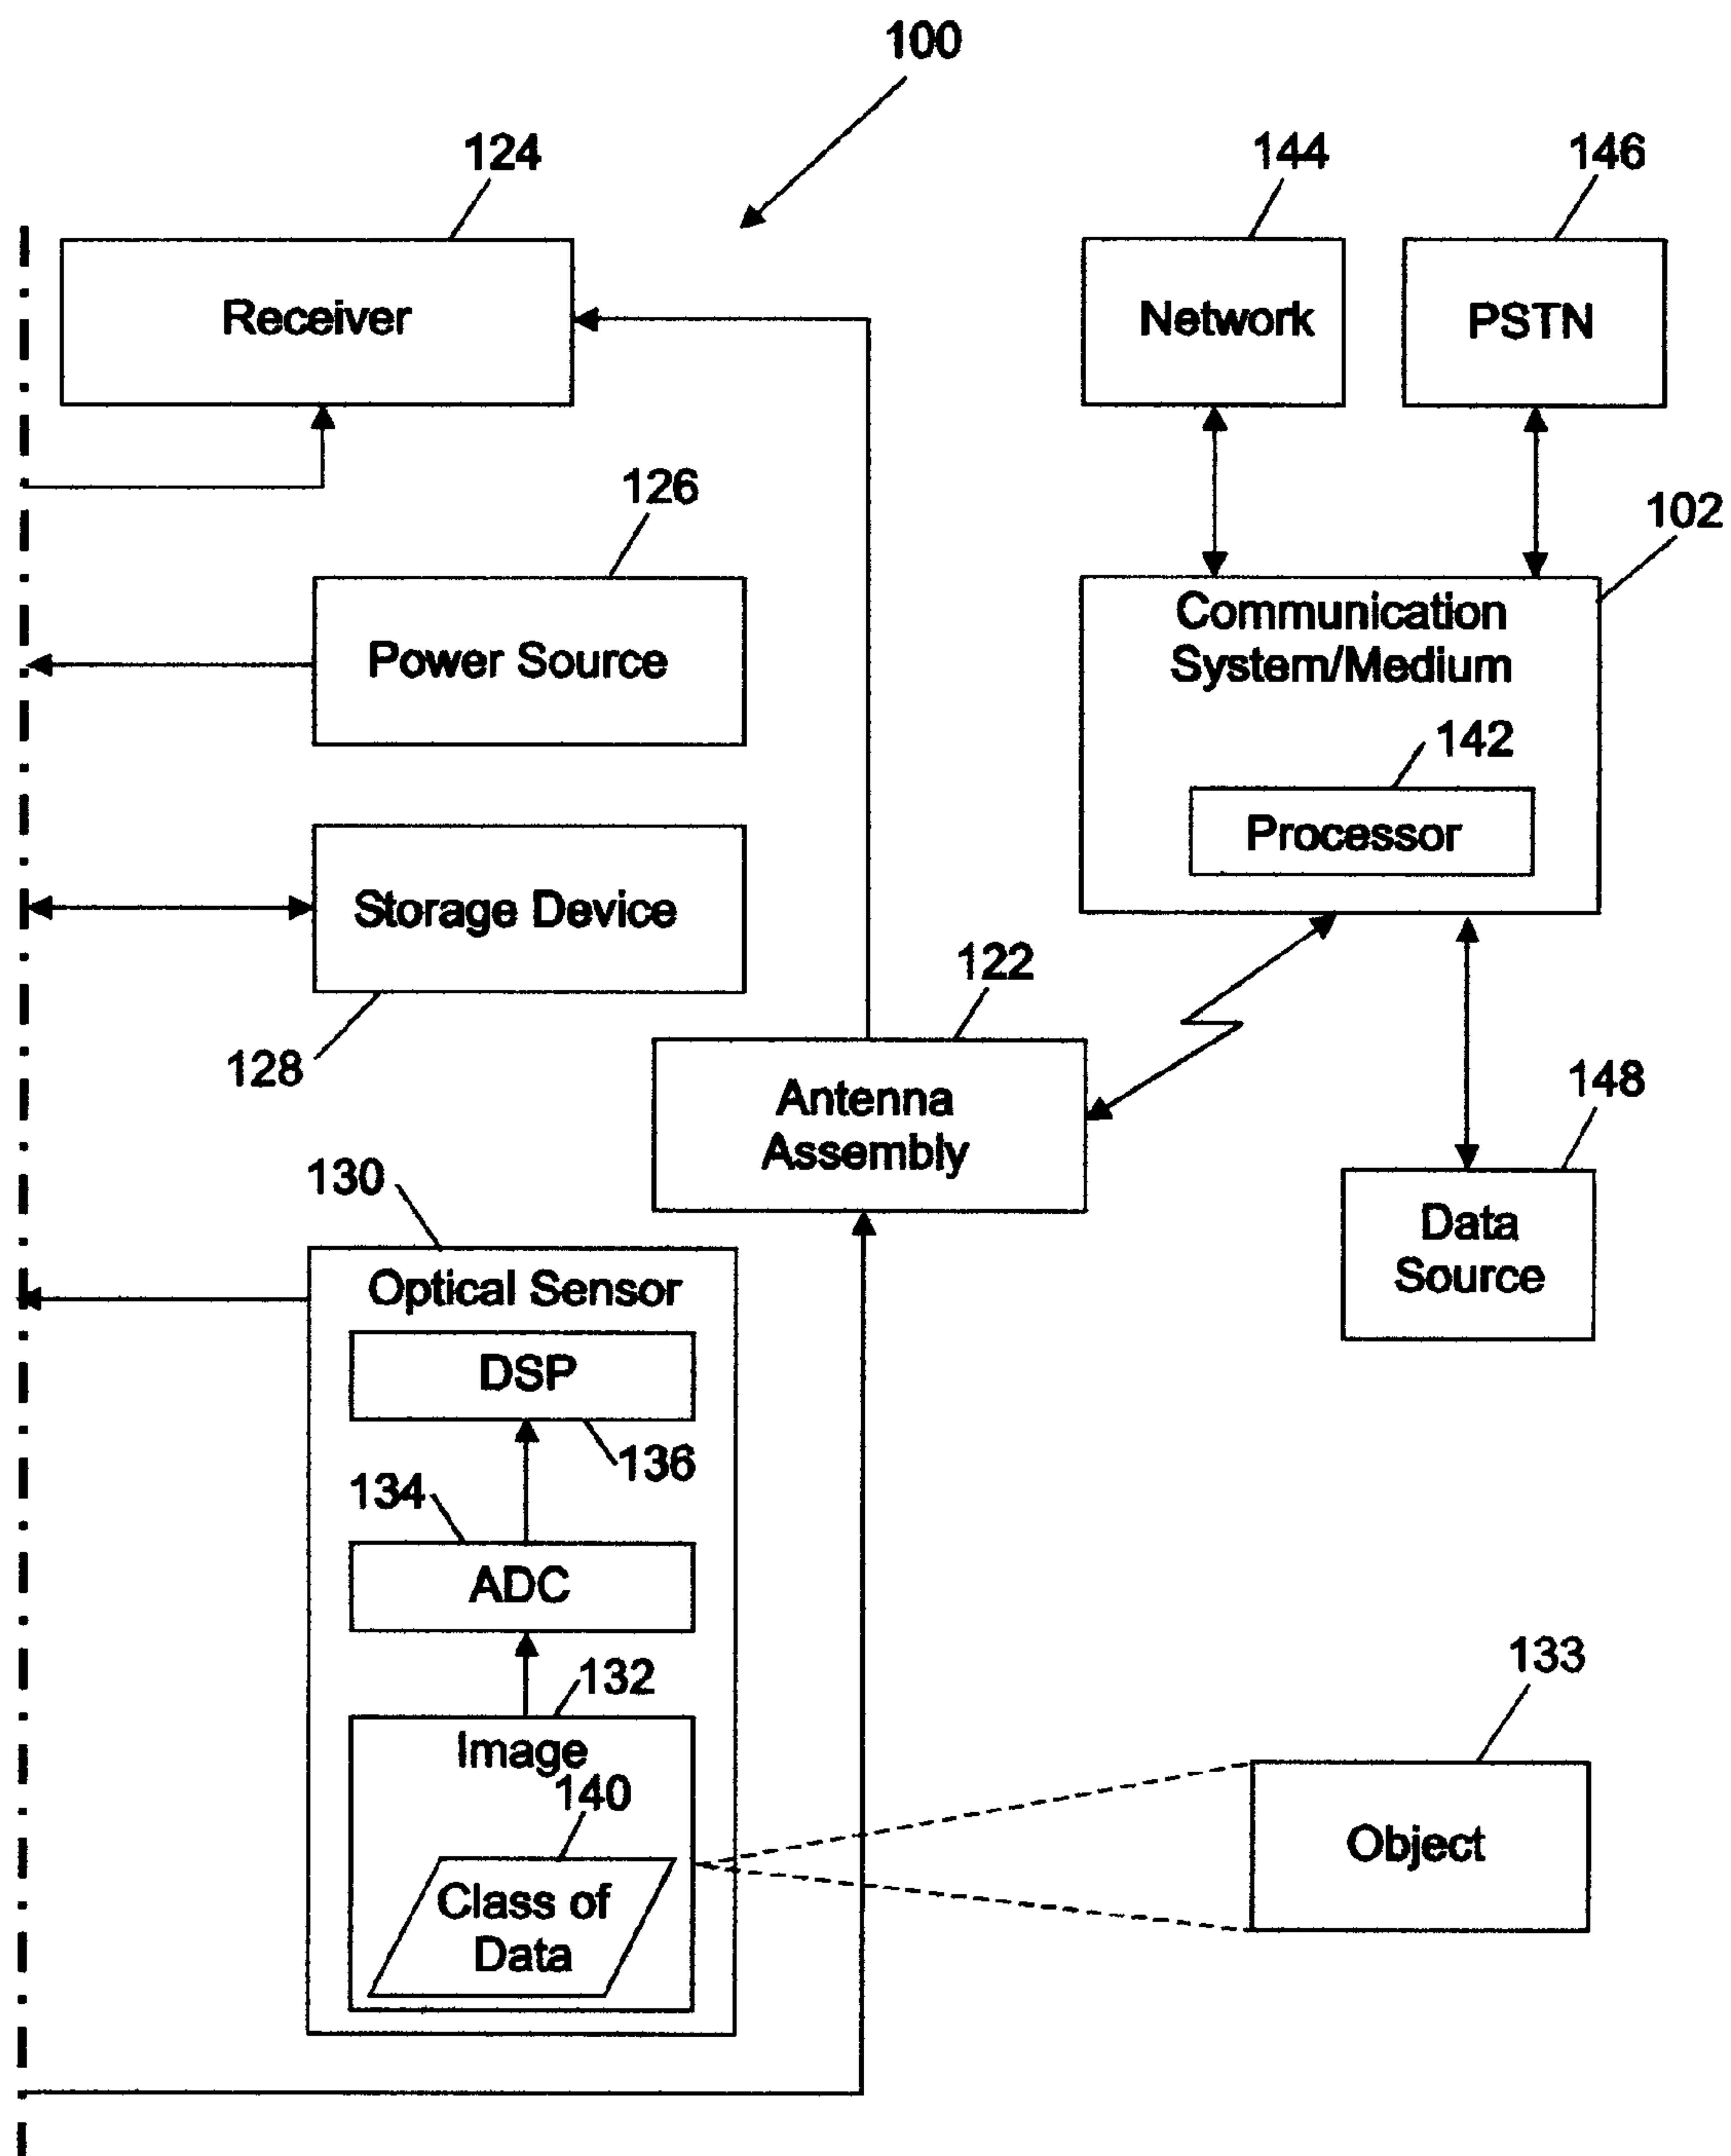 100
124
144
146
Receiver
Network
PSTN
126
102
Power Source
Communication
System/Medium
142
Processor
Storage Device
128
122
Antenna
Assembly
148
Data
Source
130
Optical Sensor
DSP
136
134
ADC
132
Image
140
Class of
Data
133
Object